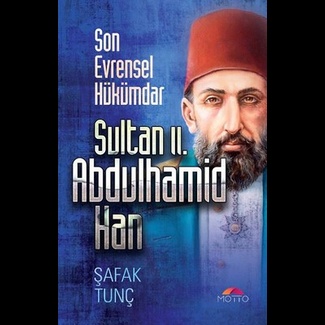 Son
Evrensel
Hükümdar
Sultan II.
Abdulhamid
Han
ŞAFAK
TUNÇ
MOTTO